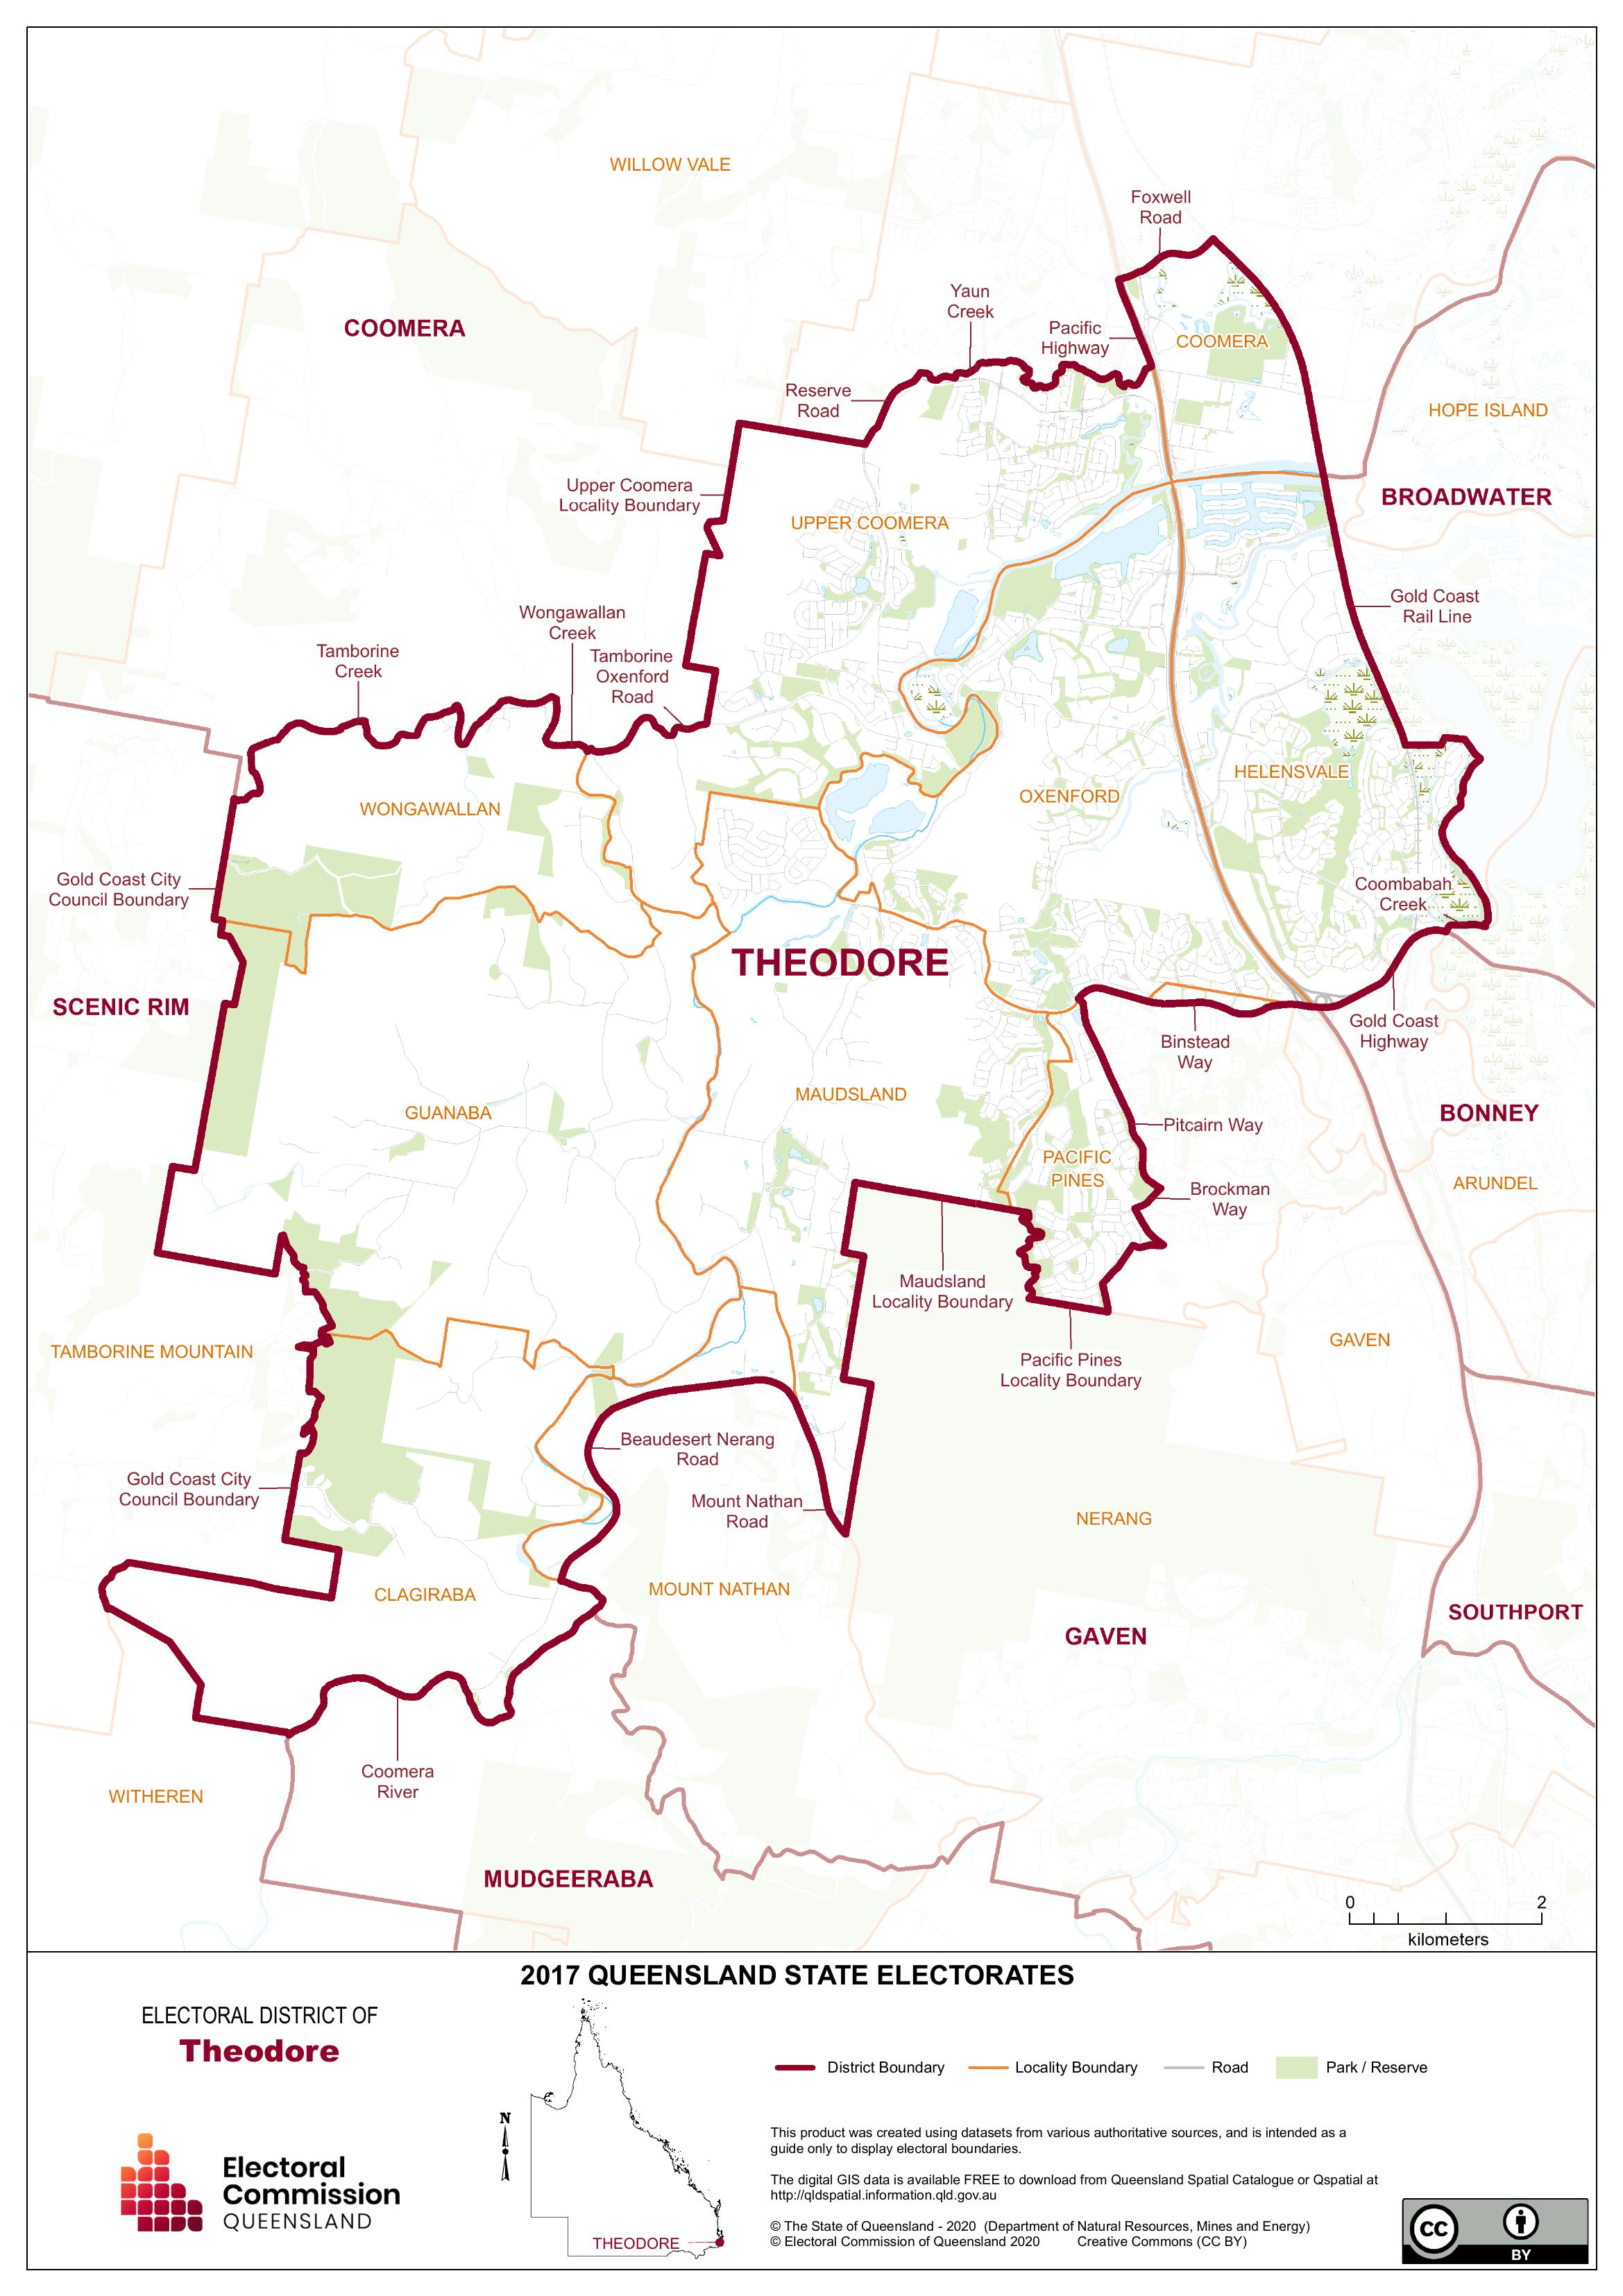 WILLOW VALE
Foxwell
Road
Yaun
Creek
Pacific
Highway
COOMERA
COOMERA
Reserve
Road
HOPE ISLAND
Upper Coomera
Locality Boundary
BROADWATER
UPPER COOMERA
Gold Coast
Rail Line
Wongawallan
Creek
Tamborine
Creek
Tamborine
Oxenford
Road
HELENSVALE
OXENFORD
WONGAWALLAN
Gold Coast City
Council Boundary
Coombabah
Creek
THEODORE
SCENIC RIM
Gold Coast
Highway
Binstead
Way
MAUDSLAND
GUANABA
BONNEY
Pitcairn Way
PACIFIC
PINES
ARUNDEL
Brockman
Way
Maudsland
Locality Boundary
TAMBORINE MOUNTAIN
GAVEN
Pacific Pines
Locality Boundary
Beaudesert Nerang
Road
Gold Coast City
Council Boundary
Mount Nathan
Road
NERANG
CLAGIRABA
MOUNT NATHAN
SOUTHPORT
GAVEN
Coomera
River
WITHEREN
MUDGEERABA
0 2
kilometers
2017 QUEENSLAND STATE ELECTORATES
ELECTORAL DISTRICT OF
Theodore
District Boundary
Locality Boundary
Road
Park / Reserve
N
THEODORE
Electoral
Commission
QUEENSLAND
This product was created using datasets from various authoritative sources, and is intended as a
guide only to display electoral boundaries.
The digital GIS data is available FREE to download from Queensland Spatial Catalogue or Qspatial at
http://qldspatial.information.qld.gov.au
© The State of Queensland - 2020 (Department of Natural Resources, Mines and Energy)
© Electoral Commission of Queensland 2020 Creative Commons (CC BY)
CC
BY